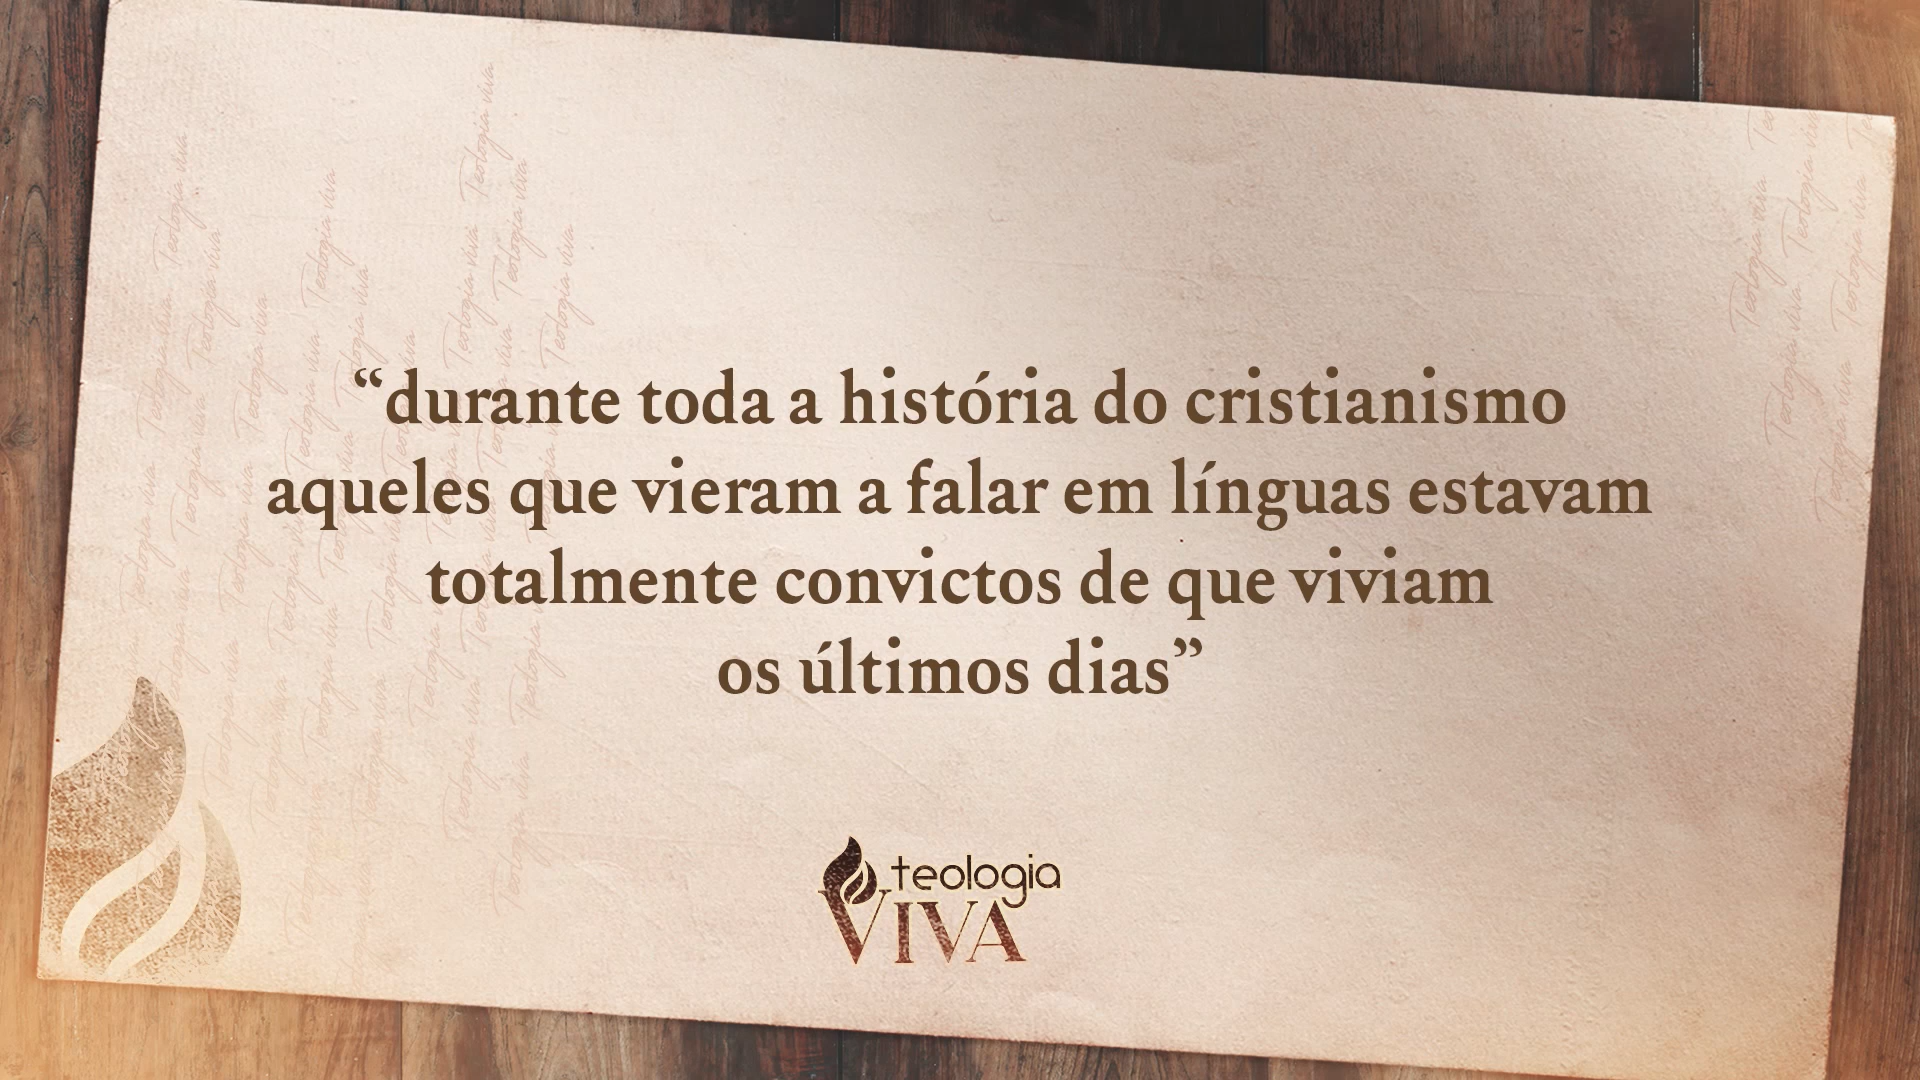 “durante toda a história do cristianismo
aqueles que vieram a falar em línguas estavam
totalmente convictos de que viviam
os últimos dias”
teologia
VIVA